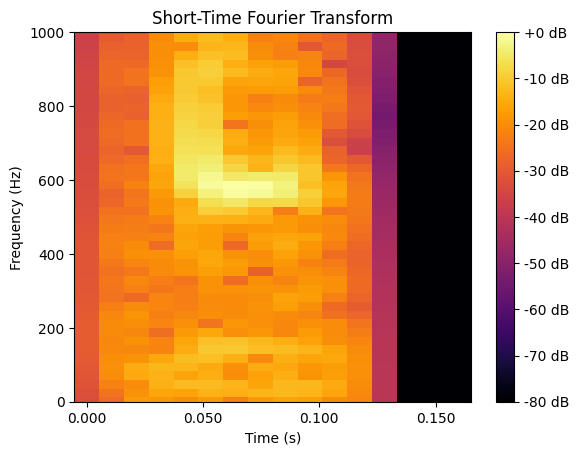 Short-Time Fourier Transform
Frequency (Hz)
1000
800
600
400
200
0
0.000
0.050
0.100
0.150
Time (s)
+0 dB
-10 dB
-20 dB
-30 dB
-40 dB
-50 dB
-60 dB
-70 dB
-80 dB